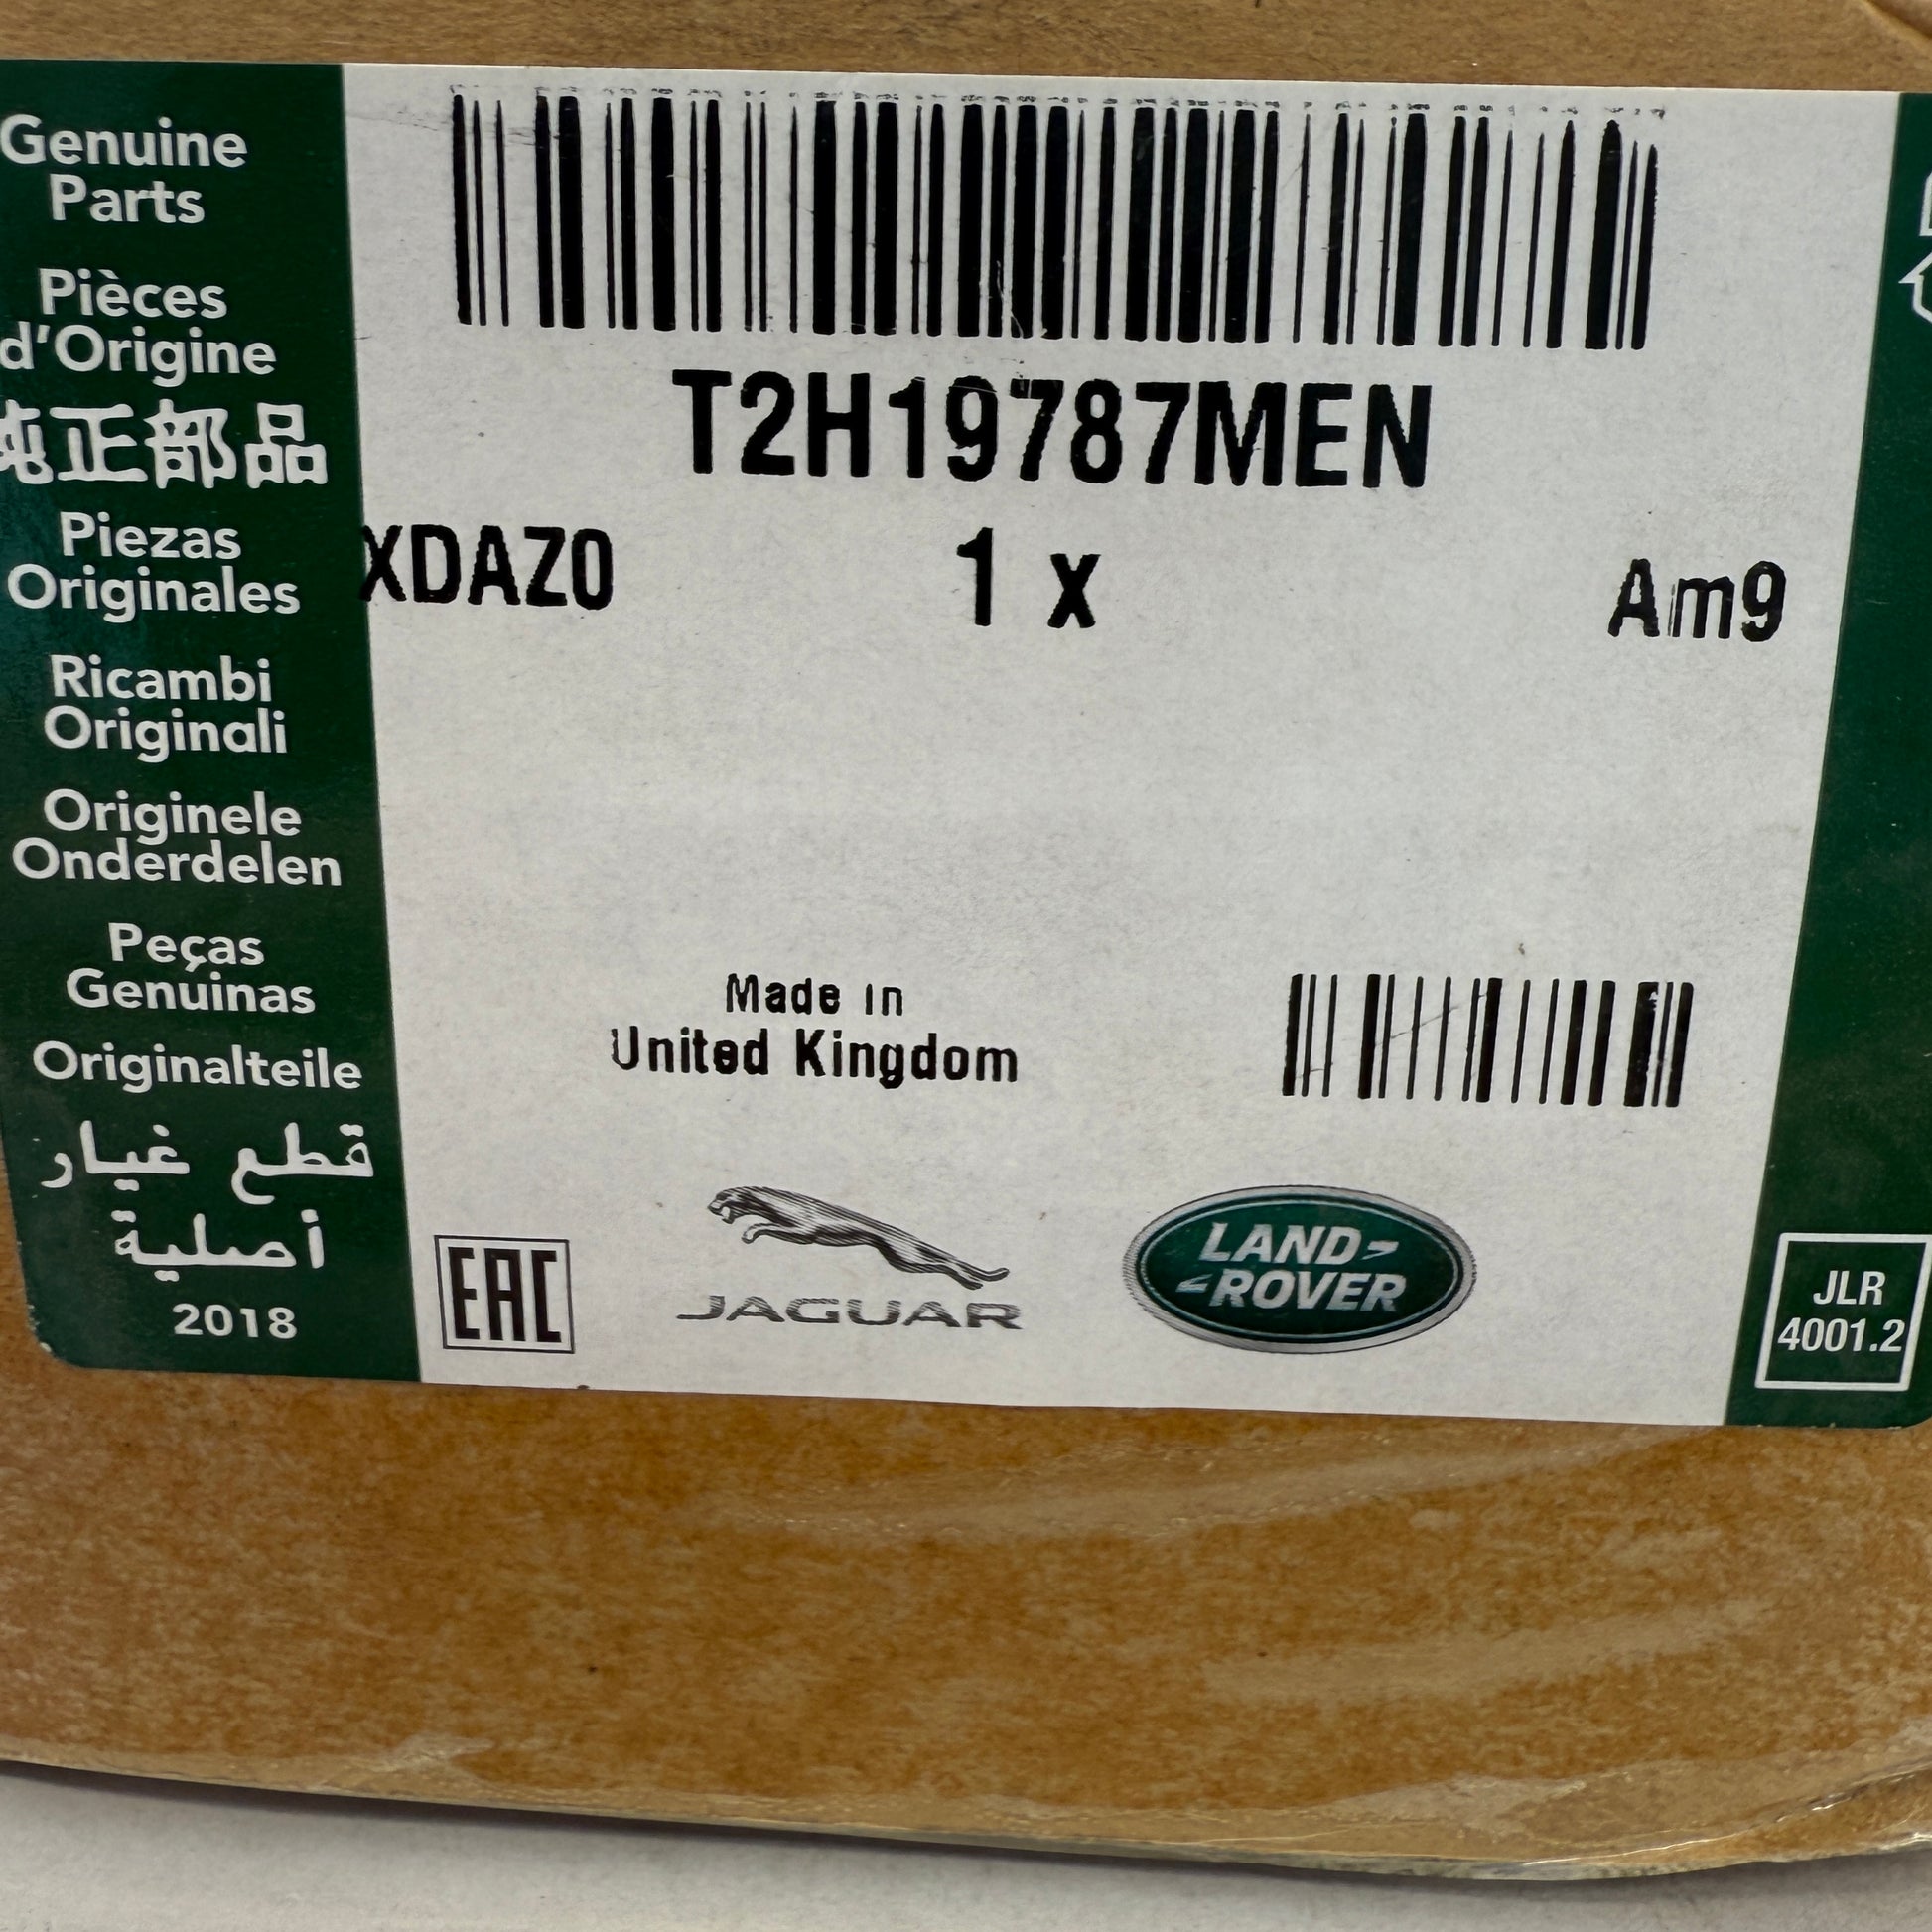 Genuine
Parts
Pièces
d'Origine
純正部品
Piezas
Originales
Ricambi
Originali
Originele
Onderdelen
Peças
Genuinas
Originalteile
قطع غيار
أصلية
2018
T2H19787MEN
XDAZ0 1 x Am9
Made in
United Kingdom
EAC
JAGUAR
LAND
ROVER
JLR
4001.2